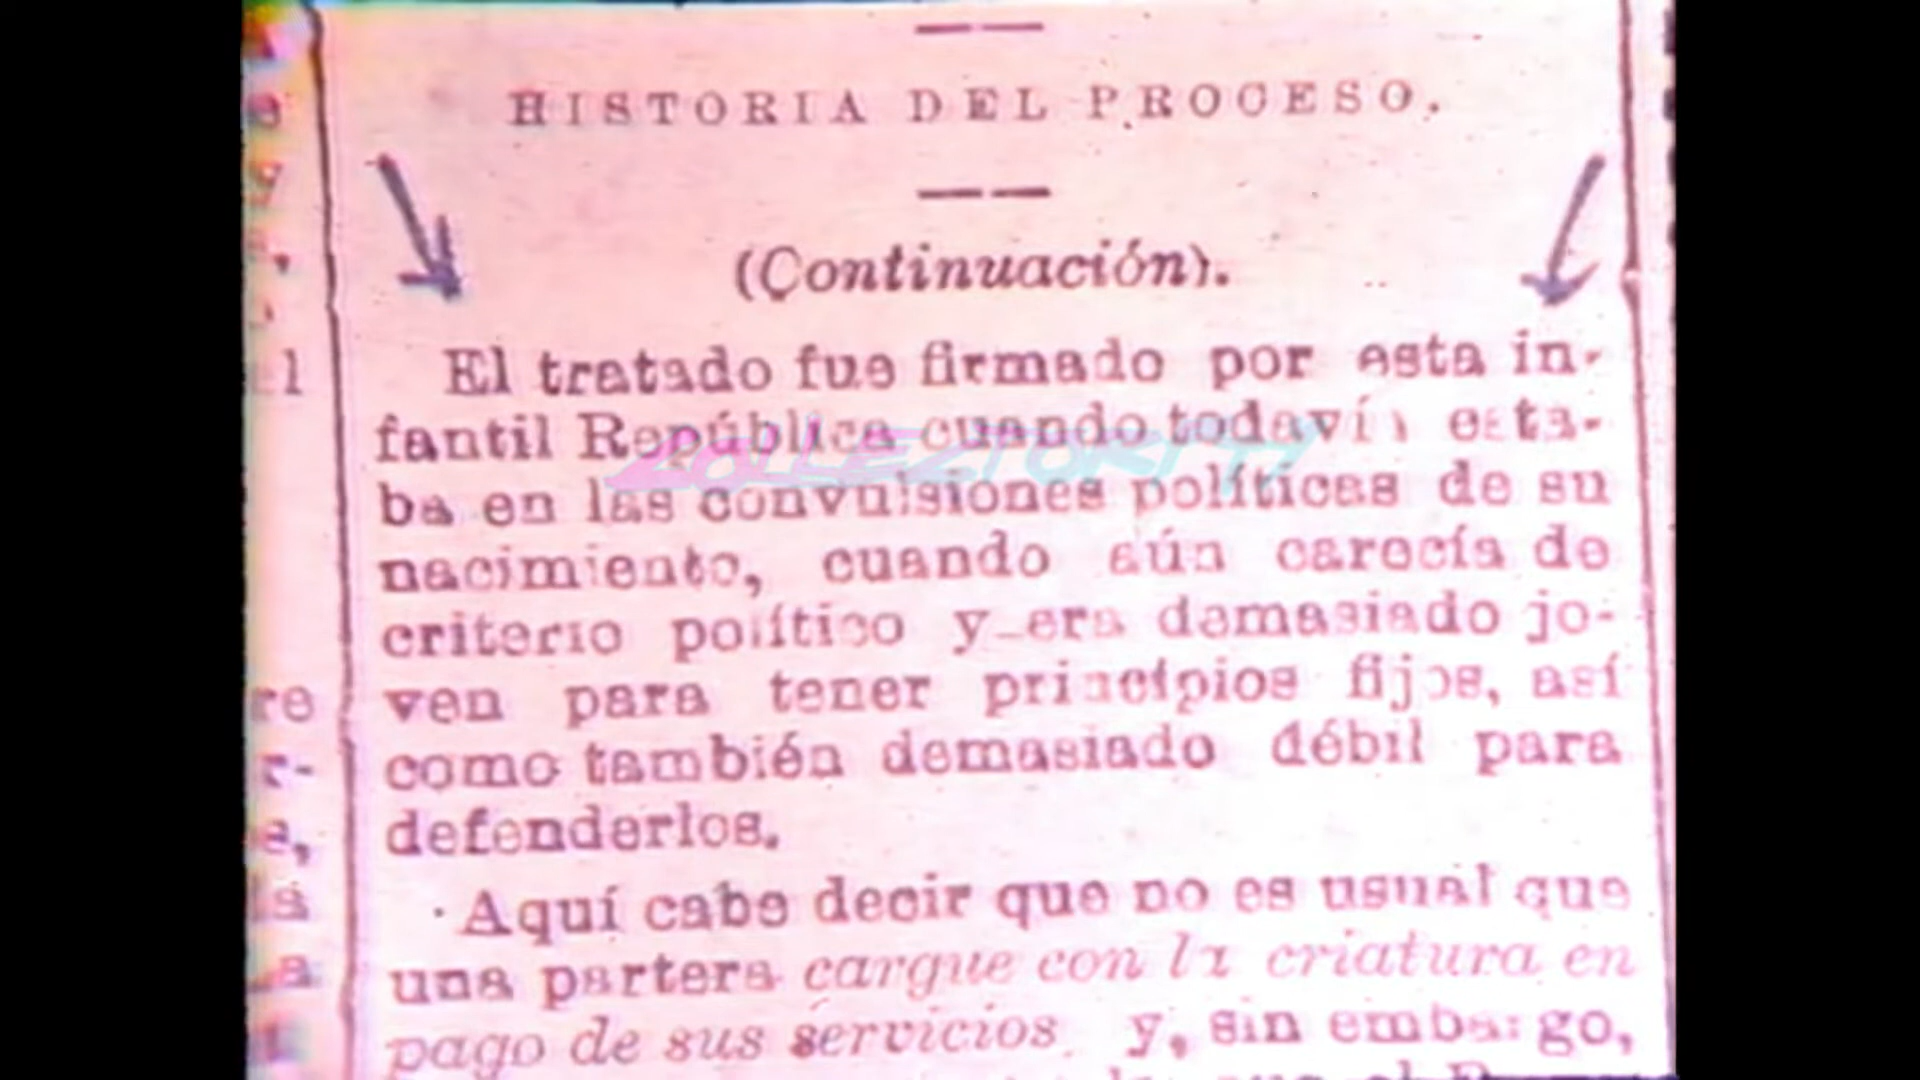 HISTORIA DEL PROCESO.
(Continuación).
El tratado fue firmado por esta in-
fantil República cuando todavía esta-
ba en las convulsiones políticas de su
nacimiento, cuando aún carecía de
criterio político y era demasiado jo-
ven para tener principios fijos, así
como también demasiado débil para
defenderlos.
Aquí cabe decir que no es usual que
una partera cargue con la criatura en
pago de sus servicios y, sin embargo,